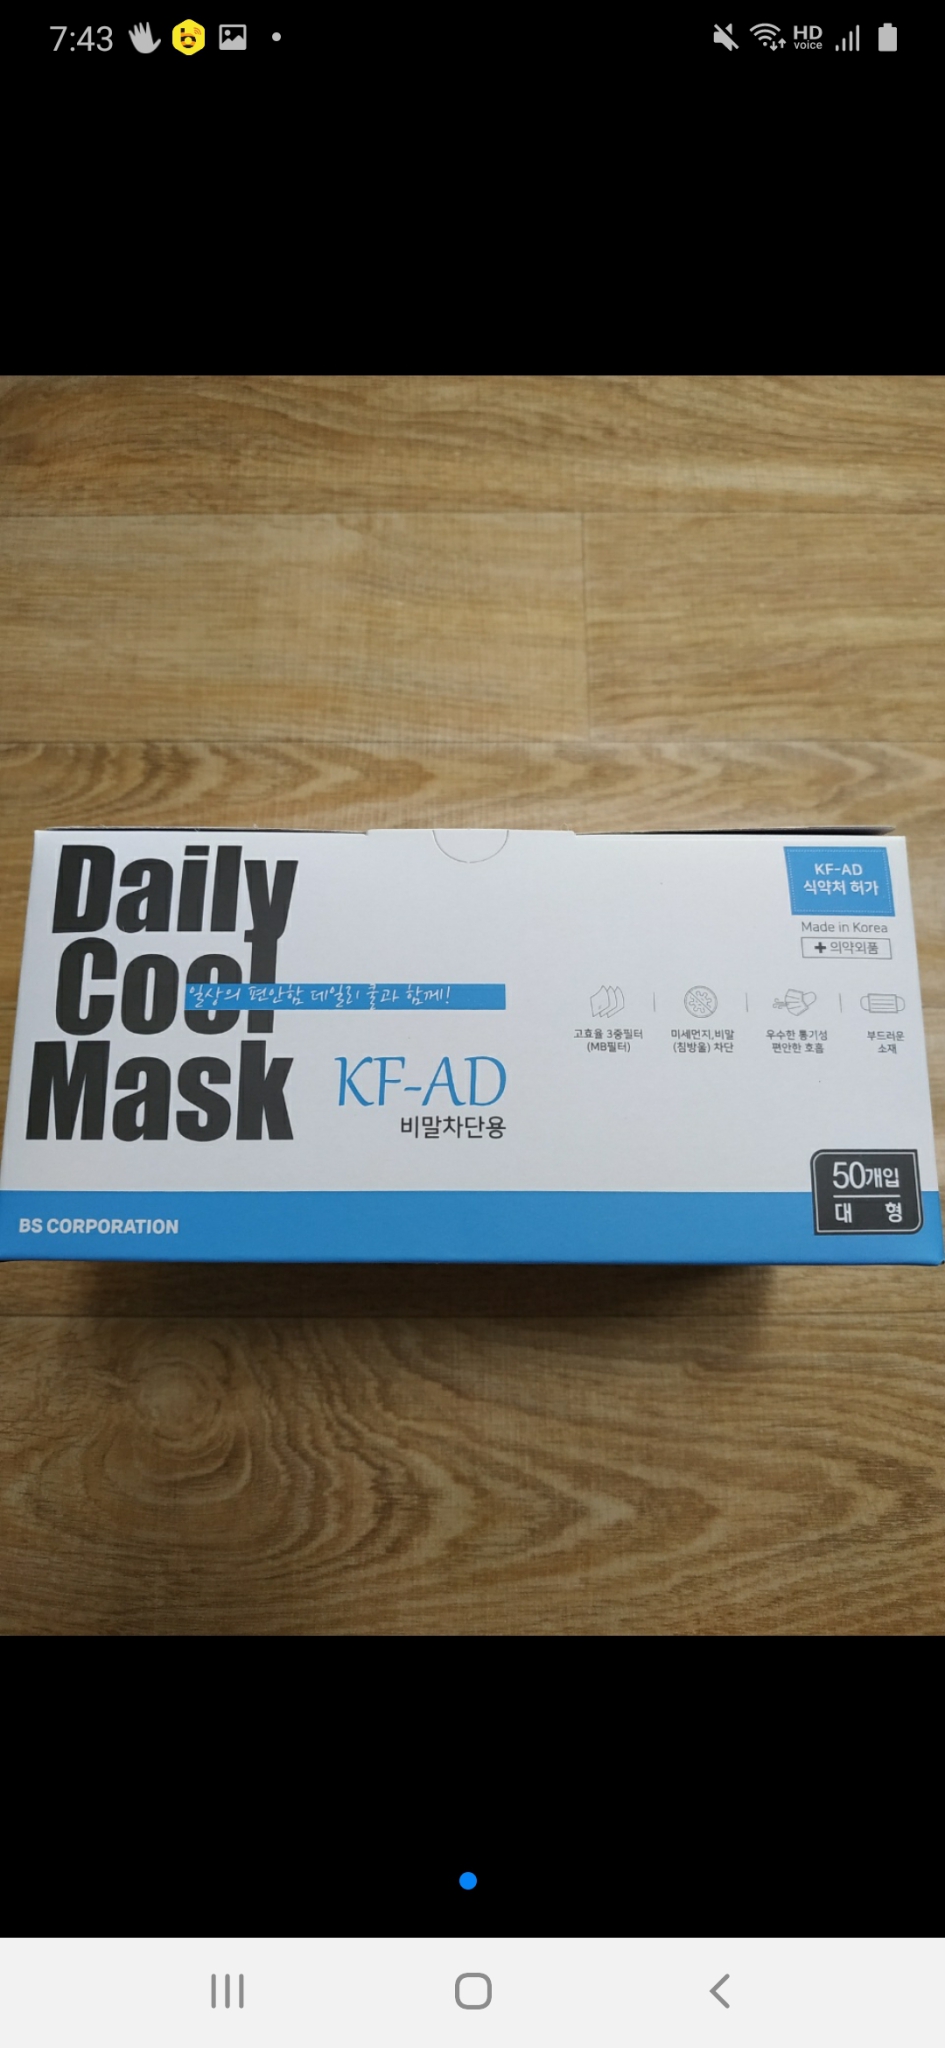 7:43
HD
voice
Daily
Cool
Mask
일상의 편안함 데일리 쿨과 함께!
KF-AD
비말차단용
KF-AD
식약처 허가
Made in Korea
의약외품
고효율 3중필터
(MB필터)
미세먼지,비말
(침방울) 차단
우수한 통기성
편안한 호흡
부드러운
소재
50개입
대 형
BS CORPORATION